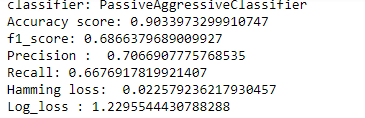 classifier: PassiveAggressiveClassifier
Accuracy score: 0.9033973299910747
f1_score: 0.6866379689009927
Precision :  0.7066907775768535
Recall: 0.6676917819921407
Hamming loss:  0.022579236217930457
Log_loss : 1.2295544430788288